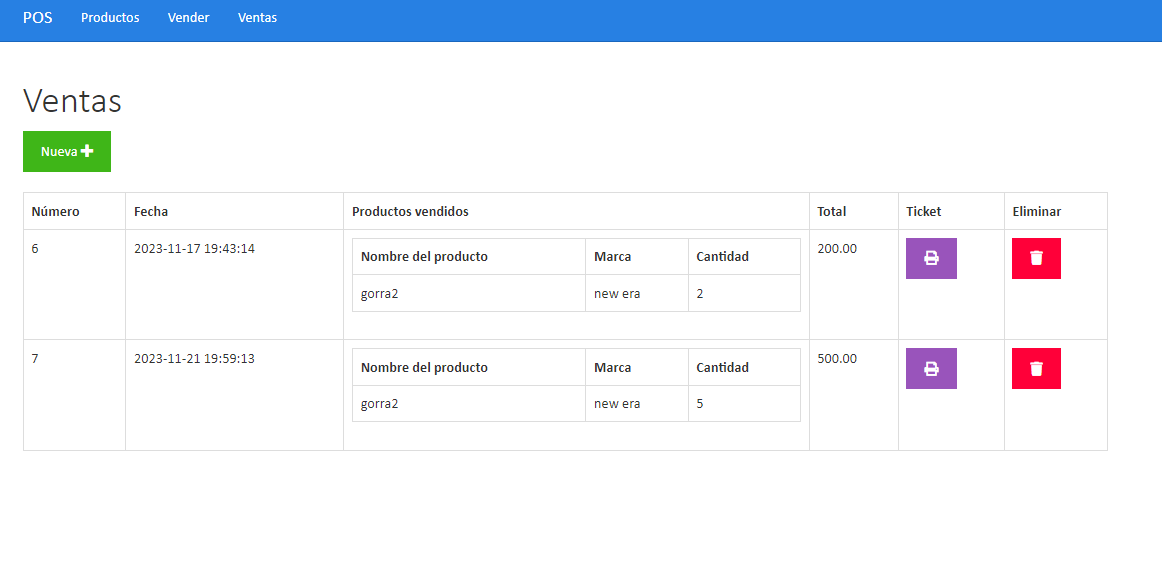 POS Productos Vender Ventas
Ventas
Nueva
Número Fecha Productos vendidos Total Ticket Eliminar
6 2023-11-17 19:43:14 Nombre del producto Marca Cantidad 200.00
gorra2 new era 2
7 2023-11-21 19:59:13 Nombre del producto Marca Cantidad 500.00
gorra2 new era 5